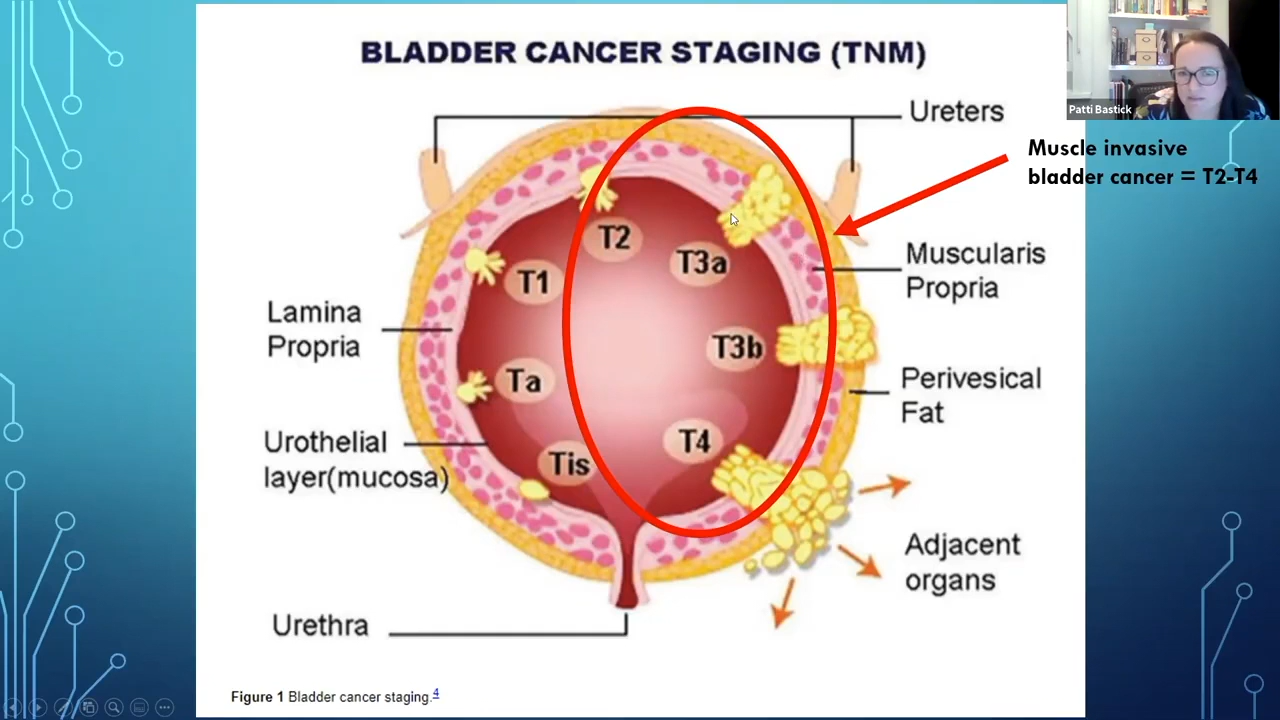 BLADDER CANCER STAGING (TNM)
Patti Bastick
Ureters
Muscle invasive
bladder cancer = T2-T4
T2
T3a
Muscularis
Propria
T1
Lamina
Propria
T3b
Ta
Perivesical
Fat
Urothelial
layer(mucosa)
T4
Tis
Adjacent
organs
Urethra
Figure 1 Bladder cancer staging.4